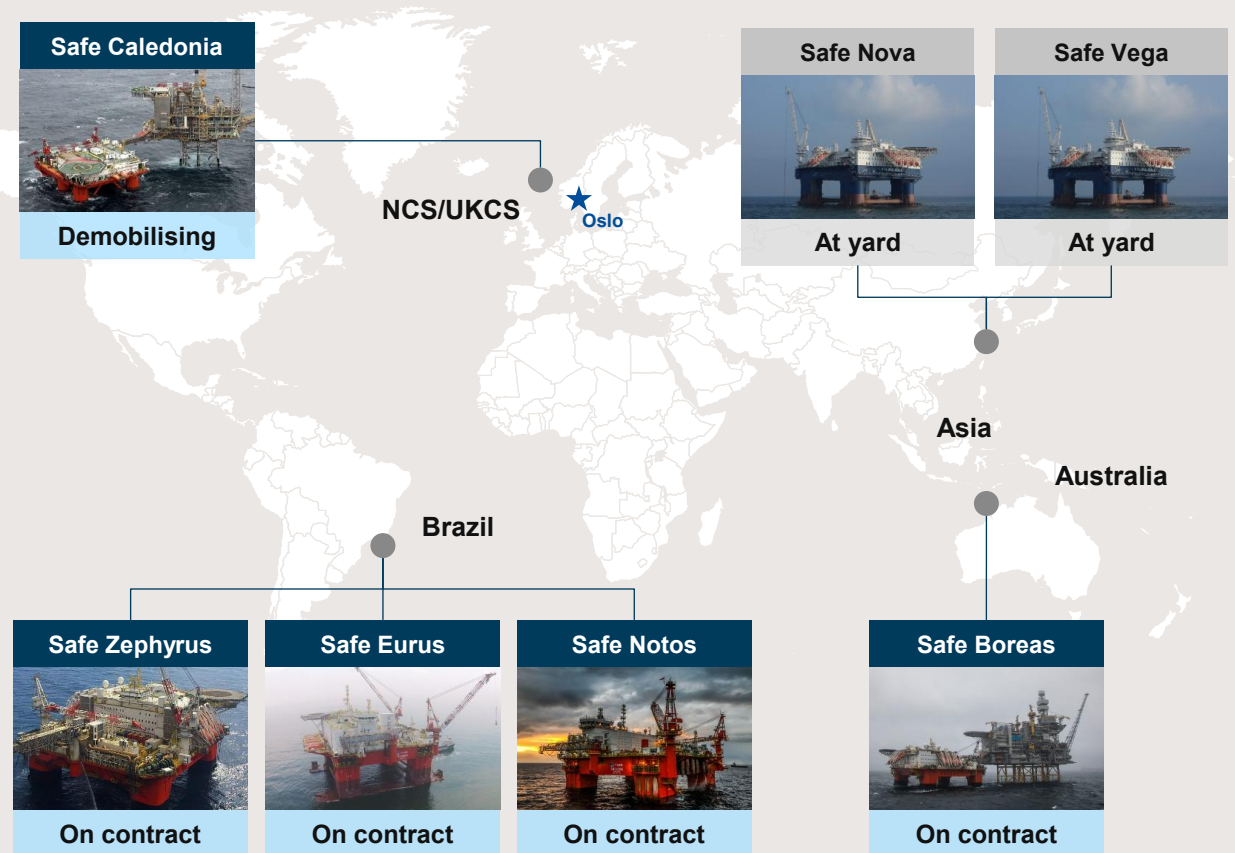 Safe Caledonia
Demobilising
Safe Nova
At yard
Safe Vega
At yard
NCS/UKCS
Oslo
Asia
Australia
Brazil
Safe Zephyrus
On contract
Safe Eurus
On contract
Safe Notos
On contract
Safe Boreas
On contract